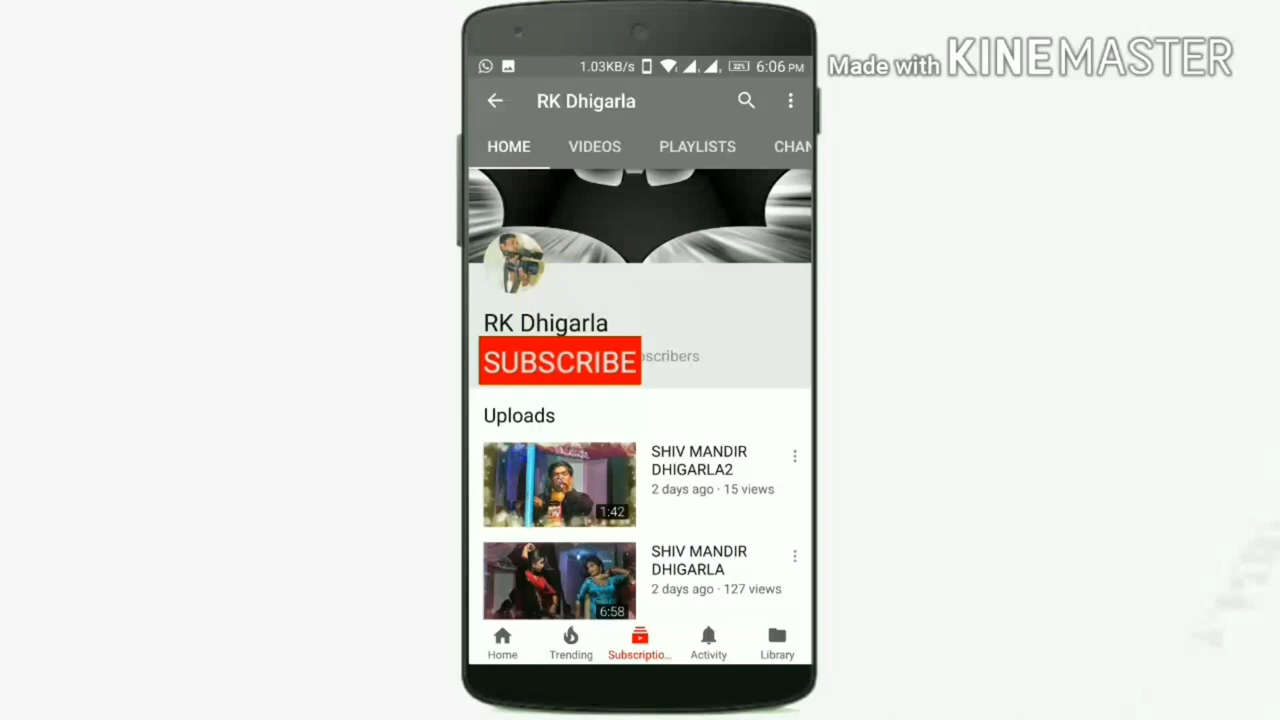 Made with KINEMASTER
1.03KB/s 32% 6:06 PM
RK Dhigarla
HOME VIDEOS PLAYLISTS CHAN
RK Dhigarla
SUBSCRIBE bscribers
Uploads
SHIV MANDIR
DHIGARLA2
2 days ago · 15 views
1:42
SHIV MANDIR
DHIGARLA
2 days ago · 127 views
6:58
Home Trending Subscriptio... Activity Library